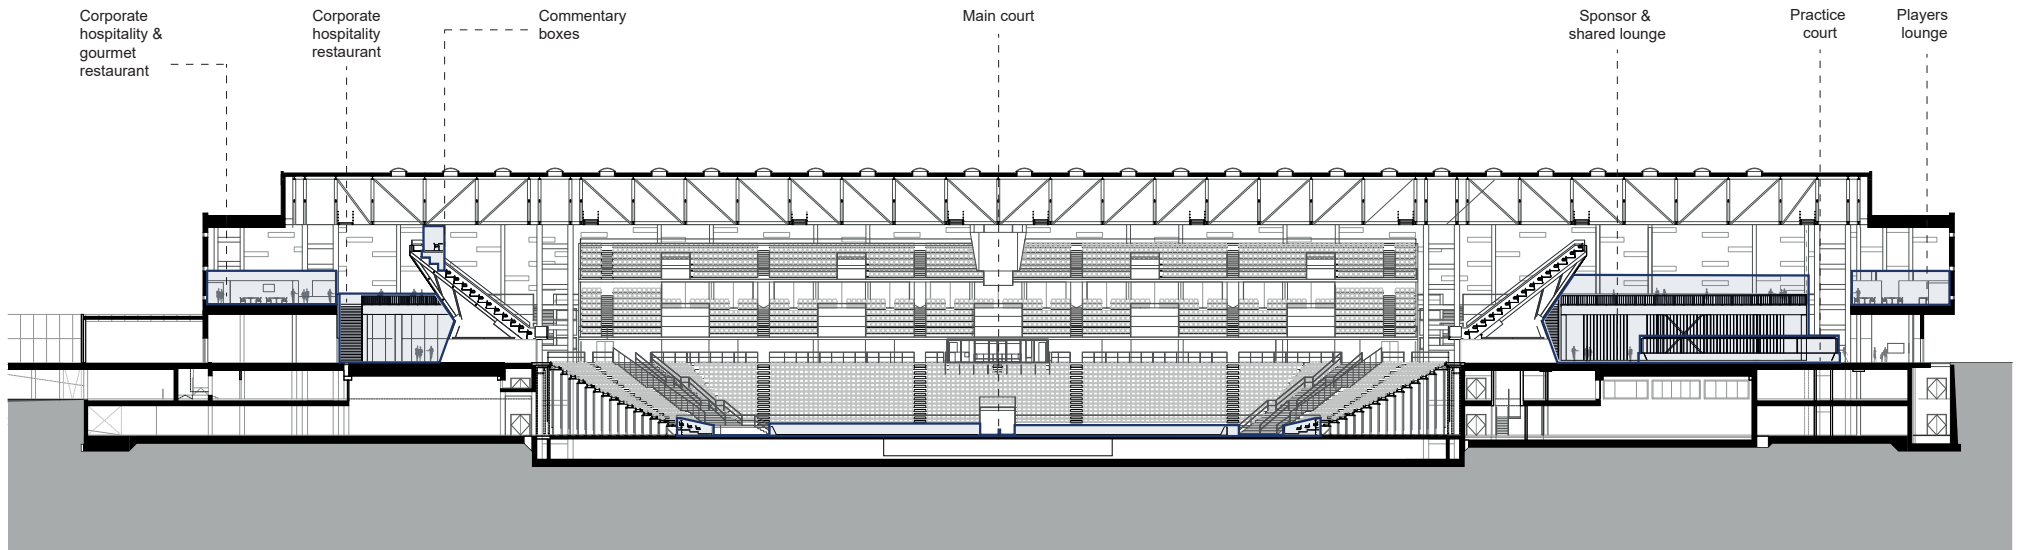 Corporate
hospitality &
gourmet
restaurant
Corporate
hospitality
restaurant
Commentary
boxes
Main court
Sponsor &
shared lounge
Practice
court
Players
lounge